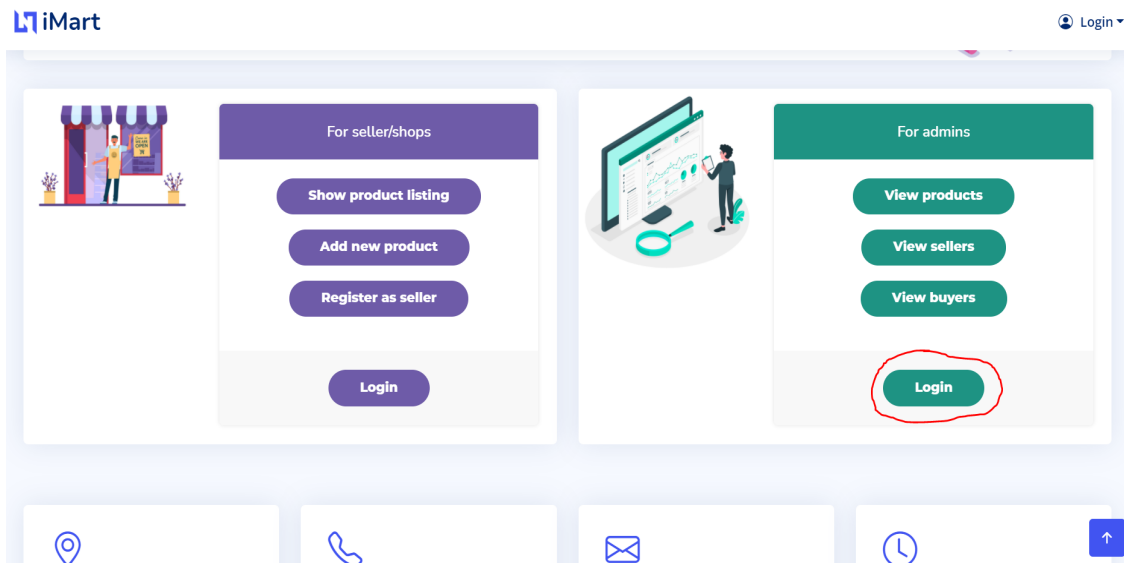 iMart
Login
For seller/shops
Show product listing
Add new product
Register as seller
Login
For admins
View products
View sellers
View buyers
Login